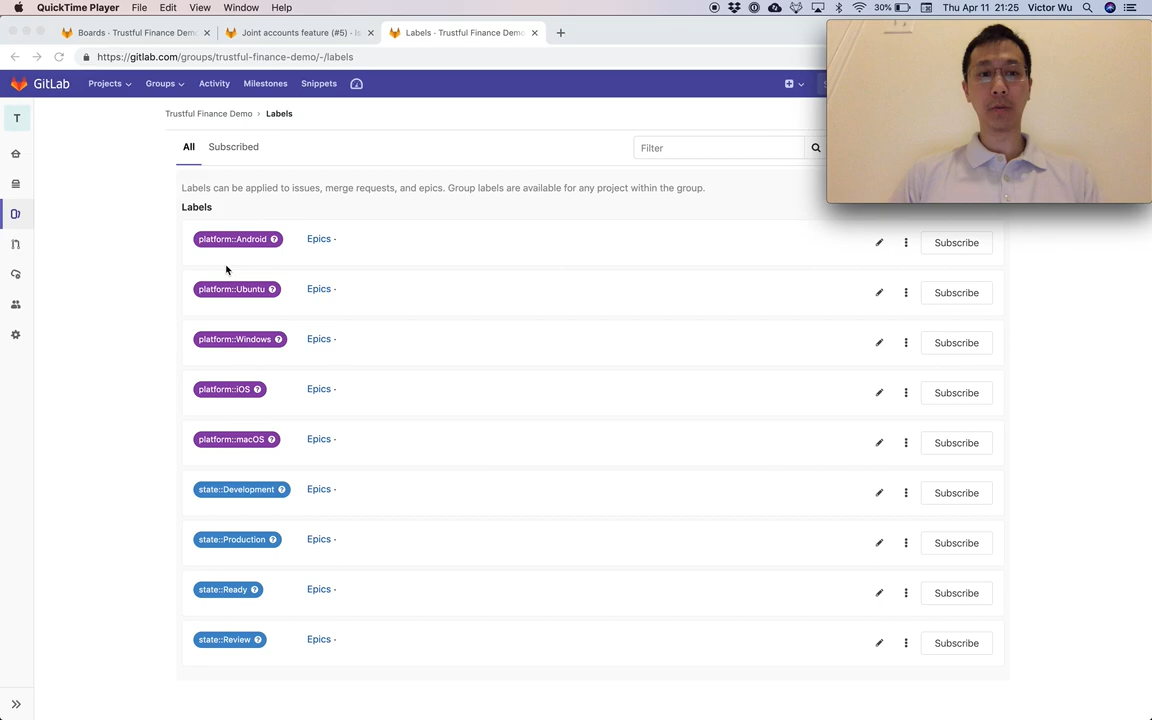 QuickTime Player File Edit View Window Help 30% Thu Apr 11 21:25 Victor Wu
Boards · Trustful Finance Demo Joint accounts feature (#5) · Labels · Trustful Finance Demo
https://gitlab.com/groups/trustful-finance-demo/-/labels
GitLab Projects Groups Activity Milestones Snippets
T
Trustful Finance Demo › Labels
All Subscribed Filter
Labels can be applied to issues, merge requests, and epics. Group labels are available for any project within the group.
Labels
platform::Android Epics · Subscribe
platform::Ubuntu Epics · Subscribe
platform::Windows Epics · Subscribe
platform::iOS Epics · Subscribe
platform::macOS Epics · Subscribe
state::Development Epics · Subscribe
state::Production Epics · Subscribe
state::Ready Epics · Subscribe
state::Review Epics · Subscribe